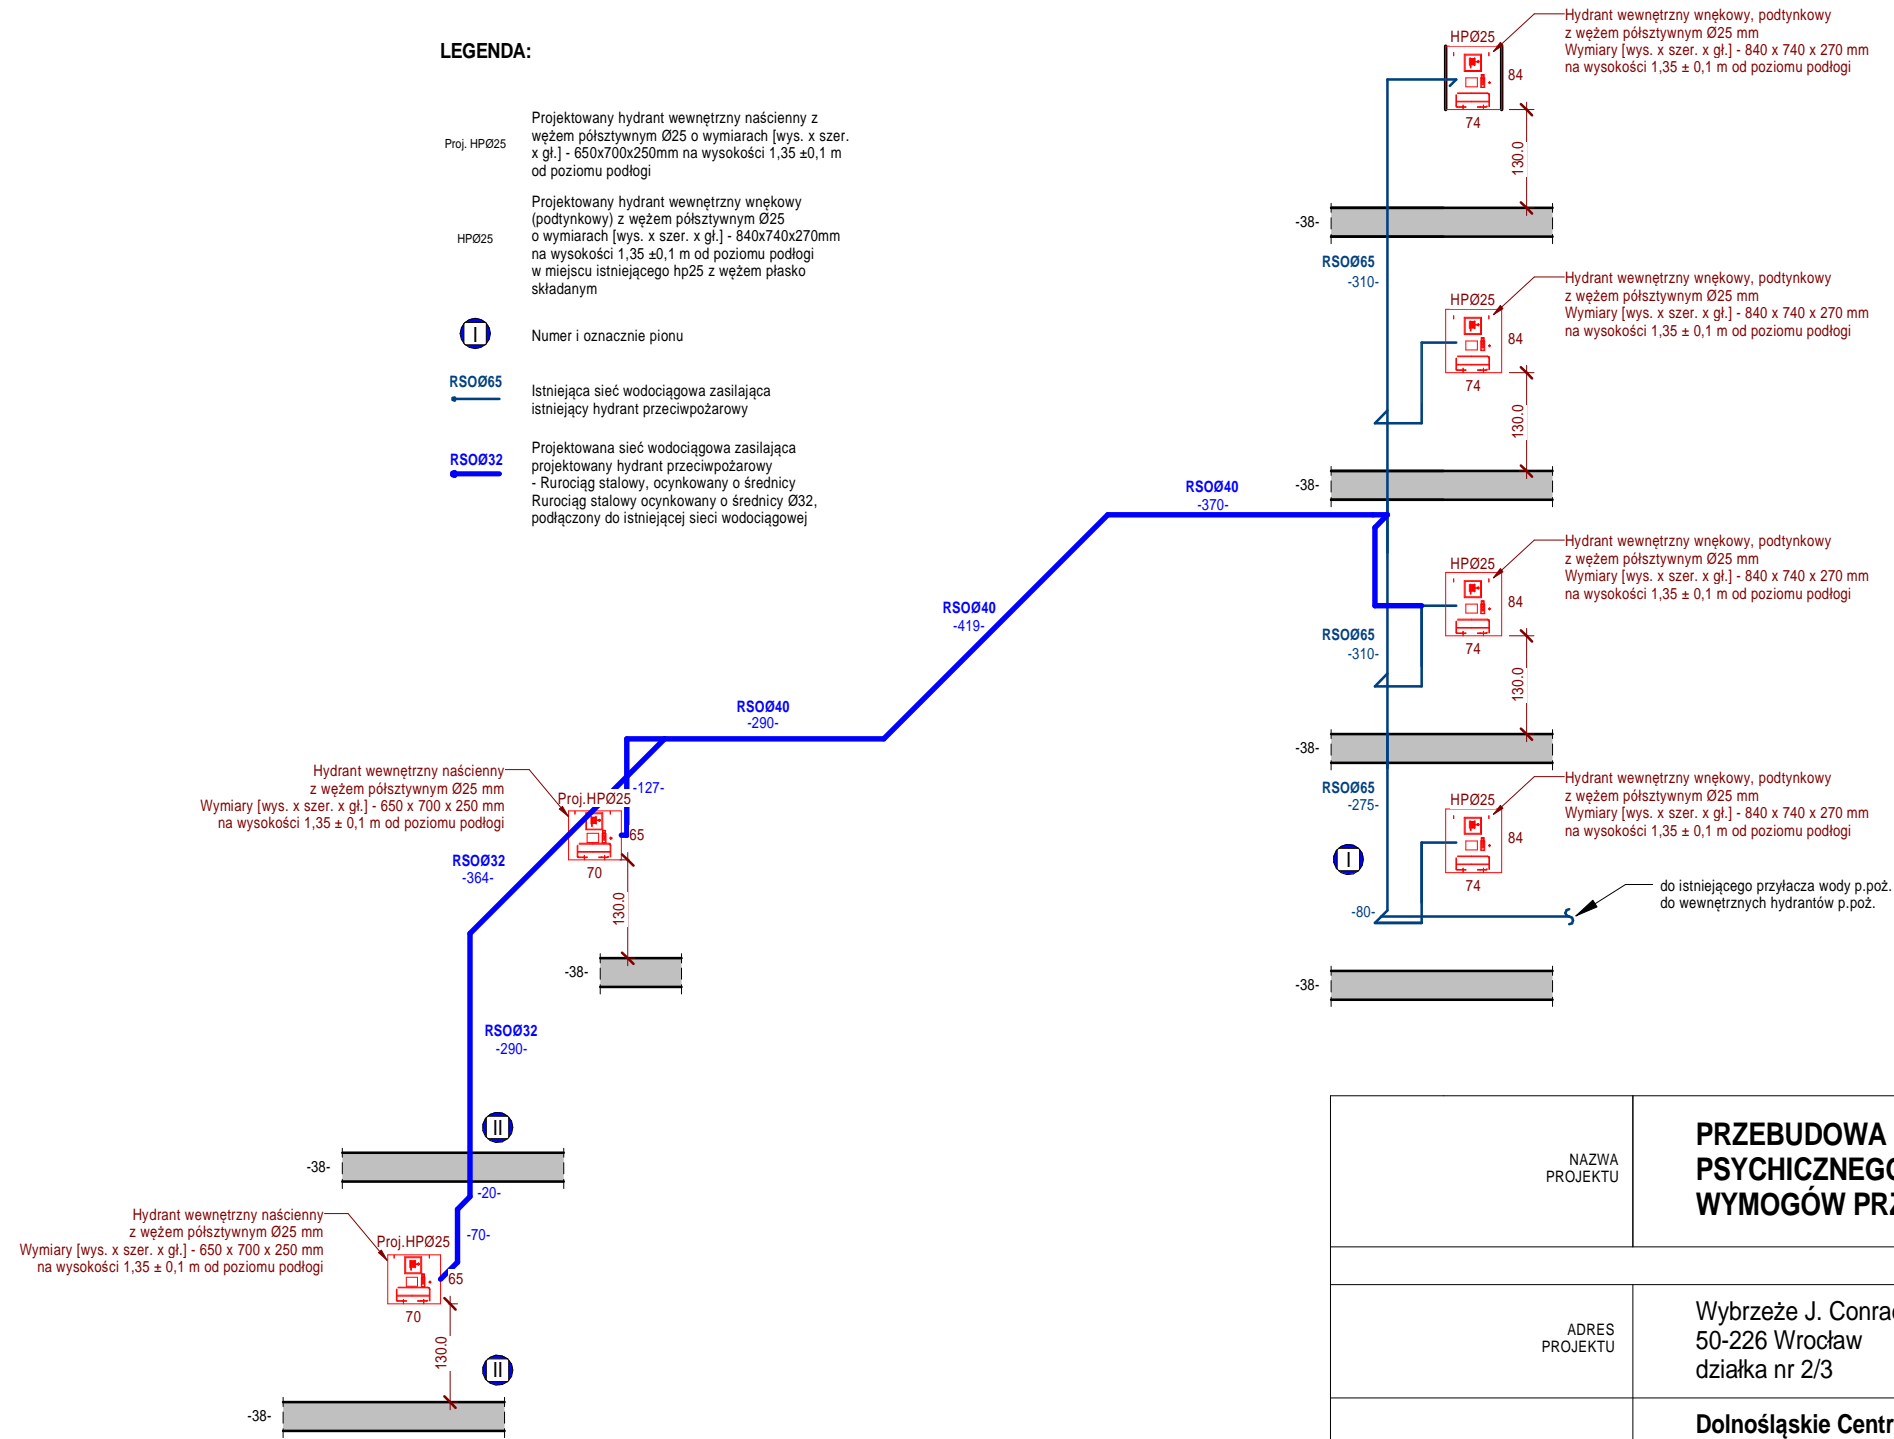 LEGENDA:
Proj. HPØ25
Projektowany hydrant wewnętrzny naścienny z
wężem półsztywnym Ø25 o wymiarach [wys. x szer.
x gł.] - 650x700x250mm na wysokości 1,35 ±0,1 m
od poziomu podłogi
HPØ25
Projektowany hydrant wewnętrzny wnękowy
(podtynkowy) z wężem półsztywnym Ø25
o wymiarach [wys. x szer. x gł.] - 840x740x270mm
na wysokości 1,35 ±0,1 m od poziomu podłogi
w miejscu istniejącego hp25 z wężem płasko
składanym
I
Numer i oznacznie pionu
RSOØ65
Istniejąca sieć wodociągowa zasilająca
istniejący hydrant przeciwpożarowy
RSOØ32
Projektowana sieć wodociągowa zasilająca
projektowany hydrant przeciwpożarowy
- Rurociąg stalowy, ocynkowany o średnicy
Rurociąg stalowy ocynkowany o średnicy Ø32,
podłączony do istniejącej sieci wodociągowej
Hydrant wewnętrzny wnękowy, podtynkowy
z wężem półsztywnym Ø25 mm
Wymiary [wys. x szer. x gł.] - 840 x 740 x 270 mm
na wysokości 1,35 ± 0,1 m od poziomu podłogi
HPØ25
84
74
130.0
-38-
RSOØ65
-310-
Hydrant wewnętrzny wnękowy, podtynkowy
z wężem półsztywnym Ø25 mm
Wymiary [wys. x szer. x gł.] - 840 x 740 x 270 mm
na wysokości 1,35 ± 0,1 m od poziomu podłogi
HPØ25
84
74
130.0
-38-
RSOØ40
-370-
Hydrant wewnętrzny wnękowy, podtynkowy
z wężem półsztywnym Ø25 mm
Wymiary [wys. x szer. x gł.] - 840 x 740 x 270 mm
na wysokości 1,35 ± 0,1 m od poziomu podłogi
HPØ25
84
74
130.0
RSOØ65
-310-
-38-
RSOØ40
-419-
RSOØ40
-290-
RSOØ65
-275-
Hydrant wewnętrzny wnękowy, podtynkowy
z wężem półsztywnym Ø25 mm
Wymiary [wys. x szer. x gł.] - 840 x 740 x 270 mm
na wysokości 1,35 ± 0,1 m od poziomu podłogi
HPØ25
84
74
I
-80-
do istniejącego przyłacza wody p.poż.
do wewnętrznych hydrantów p.poż.
-38-
Hydrant wewnętrzny naścienny
z wężem półsztywnym Ø25 mm
Wymiary [wys. x szer. x gł.] - 650 x 700 x 250 mm
na wysokości 1,35 ± 0,1 m od poziomu podłogi
-127-
Proj.HPØ25
65
70
130.0
-38-
RSOØ32
-364-
RSOØ32
-290-
II
-38-
-20-
-70-
Hydrant wewnętrzny naścienny
z wężem półsztywnym Ø25 mm
Wymiary [wys. x szer. x gł.] - 650 x 700 x 250 mm
na wysokości 1,35 ± 0,1 m od poziomu podłogi
Proj.HPØ25
65
70
130.0
II
-38-
NAZWA
PROJEKTU
PRZEBUDOWA
PSYCHICZNEGO
WYMOGÓW PRZ
ADRES
PROJEKTU
Wybrzeże J. Conrad
50-226 Wrocław
działka nr 2/3
Dolnośląskie Centr